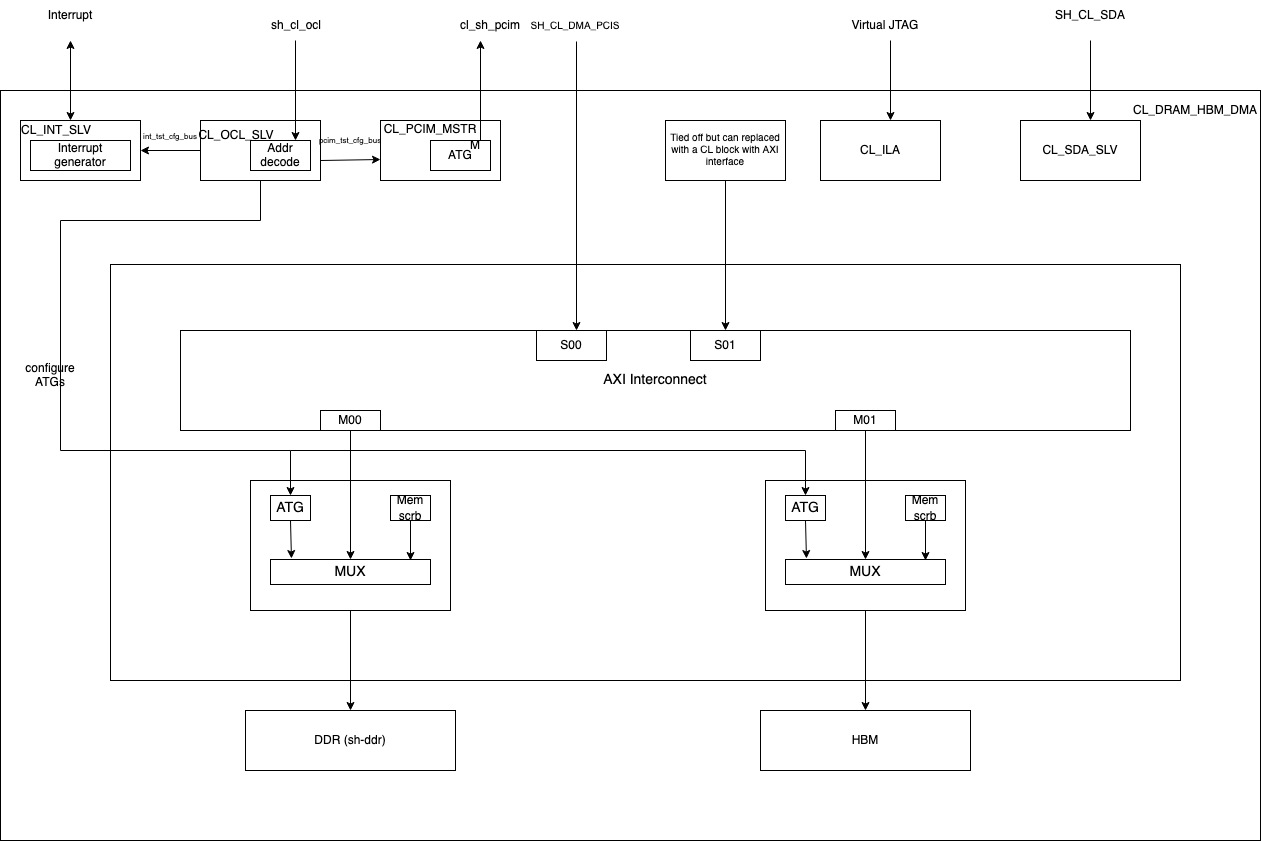 Interrupt
sh_cl_ocl
cl_sh_pcim
SH_CL_DMA_PCIS
Virtual JTAG
SH_CL_SDA
CL_DRAM_HBM_DMA
CL_INT_SLV
Interrupt
generator
int_tst_cfg_bus
CL_OCL_SLV
Addr
decode
pcim_tst_cfg_bus
CL_PCIM_MSTR
M
ATG
Tied off but can replaced
with a CL block with AXI
interface
CL_ILA
CL_SDA_SLV
S00
S01
configure
ATGs
AXI Interconnect
M00
M01
ATG
Mem
scrb
MUX
ATG
Mem
scrb
MUX
DDR (sh-ddr)
HBM